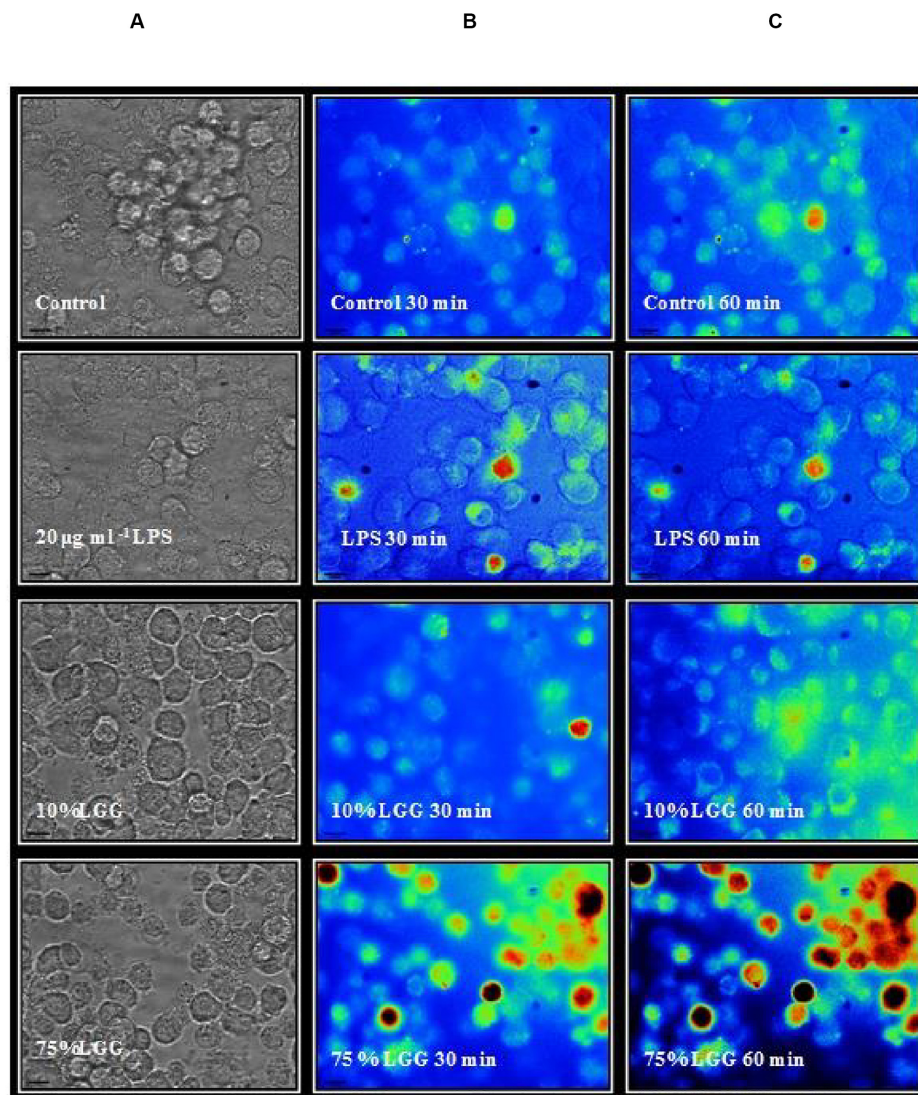 A B C
Control
Control 30 min
Control 60 min
20 µg ml⁻¹ LPS
LPS 30 min
LPS 60 min
10%LGG
10% LGG 30 min
10% LGG 60 min
75%LGG
75% LGG 30 min
75% LGG 60 min